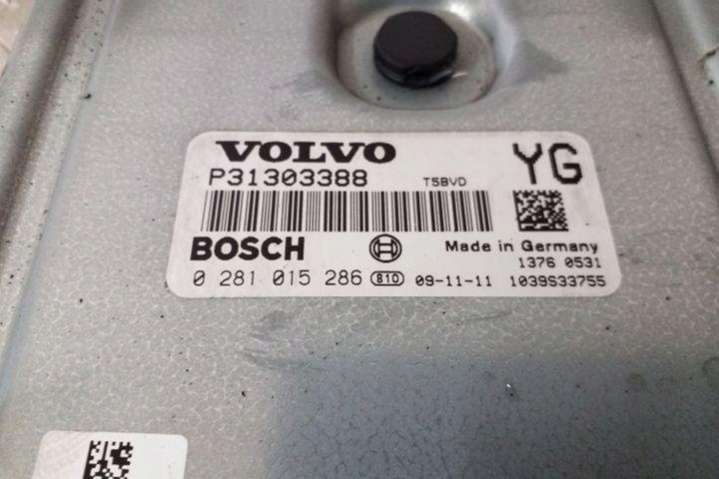 VOLVO YG
P31303388 T5BVD
BOSCH Made in Germany
1376 0531
0 281 015 286 810 09-11-11 1039S33755